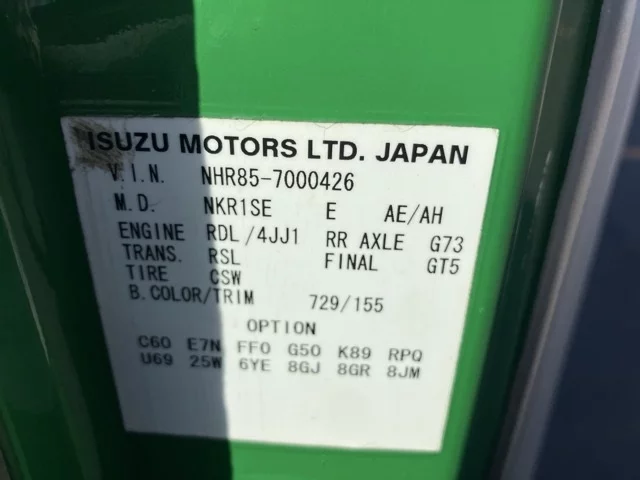 ISUZU MOTORS LTD. JAPAN
V.I.N. NHR85-7000426
M.D. NKR1SE E AE/AH
ENGINE RDL/4JJ1 RR AXLE G73
TRANS. RSL FINAL GT5
TIRE CSW
B.COLOR/TRIM 729/155
OPTION
C60 E7N FFO G50 K89 RPQ
U69 25W 6YE 8GJ 8GR 8JM